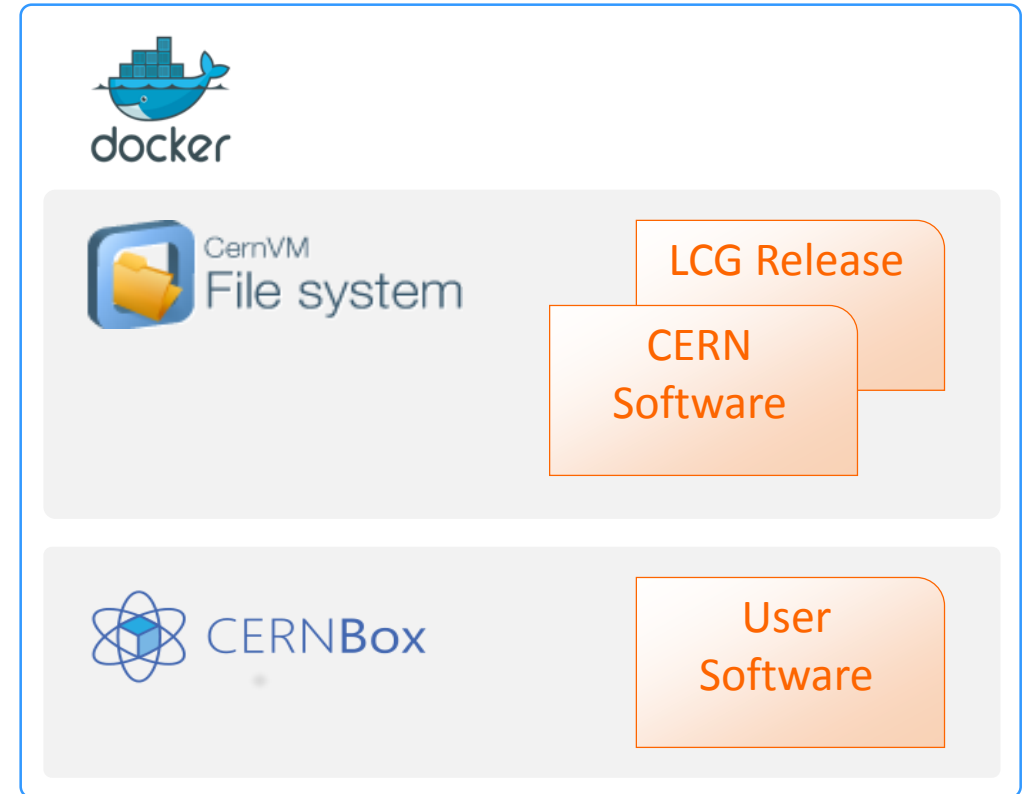 docker
CernVM
File system
LCG Release
CERN
Software
CERNBox
User
Software